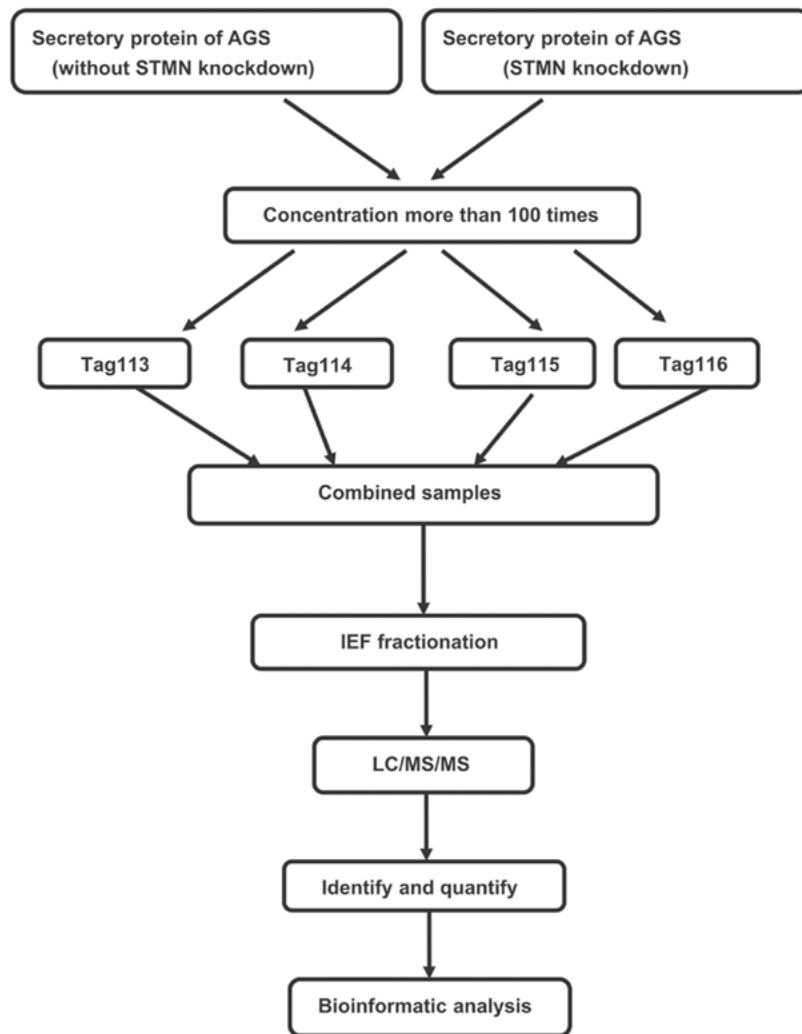 Secretory protein of AGS
(without STMN knockdown)
Secretory protein of AGS
(STMN knockdown)
Concentration more than 100 times
Tag113
Tag114
Tag115
Tag116
Combined samples
IEF fractionation
LC/MS/MS
Identify and quantify
Bioinformatic analysis